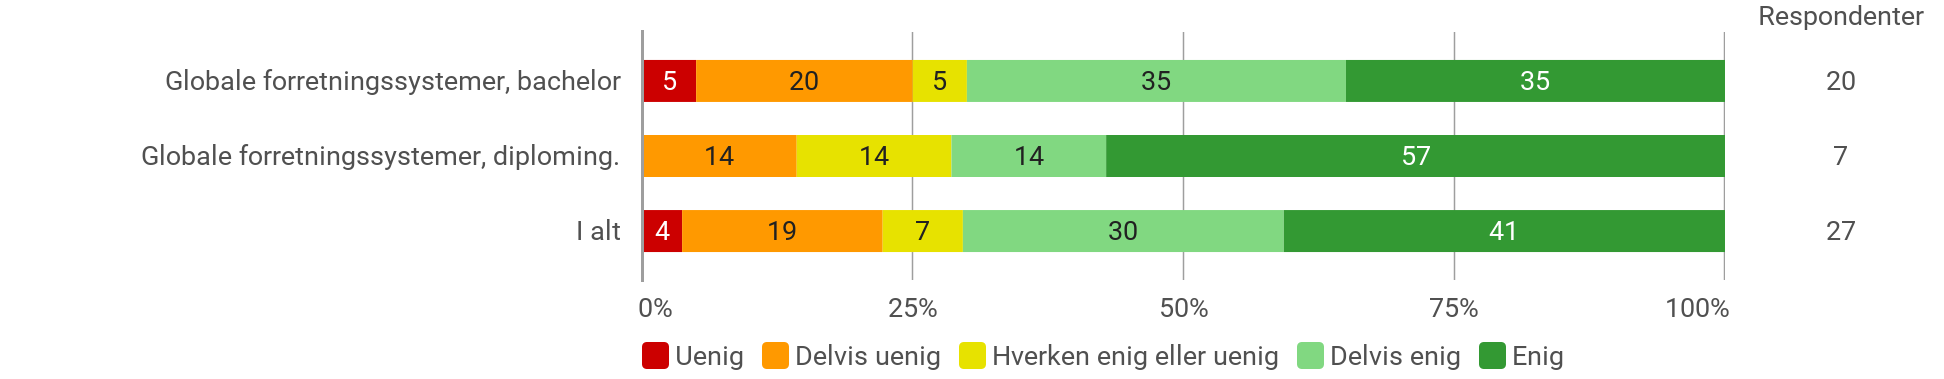 Respondenter
Globale forretningssystemer, bachelor 5 20 5 35 35 20
Globale forretningssystemer, diploming. 14 14 14 57 7
I alt 4 19 7 30 41 27
0% 25% 50% 75% 100%
Uenig Delvis uenig Hverken enig eller uenig Delvis enig Enig